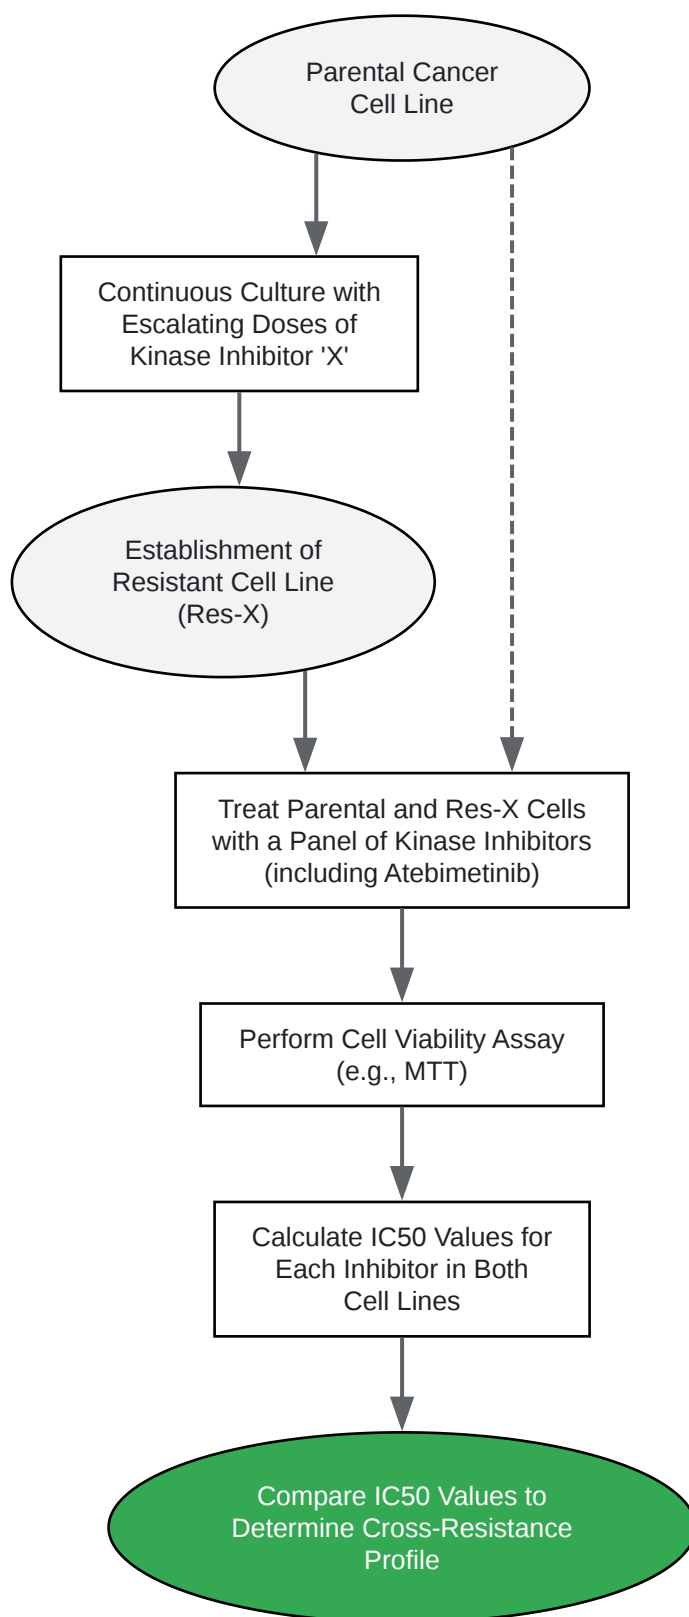 Parental Cancer
Cell Line
Continuous Culture with
Escalating Doses of
Kinase Inhibitor 'X'
Establishment of
Resistant Cell Line
(Res-X)
Treat Parental and Res-X Cells
with a Panel of Kinase Inhibitors
(including Atebimetinib)
Perform Cell Viability Assay
(e.g., MTT)
Calculate IC50 Values for
Each Inhibitor in Both
Cell Lines
Compare IC50 Values to
Determine Cross-Resistance
Profile